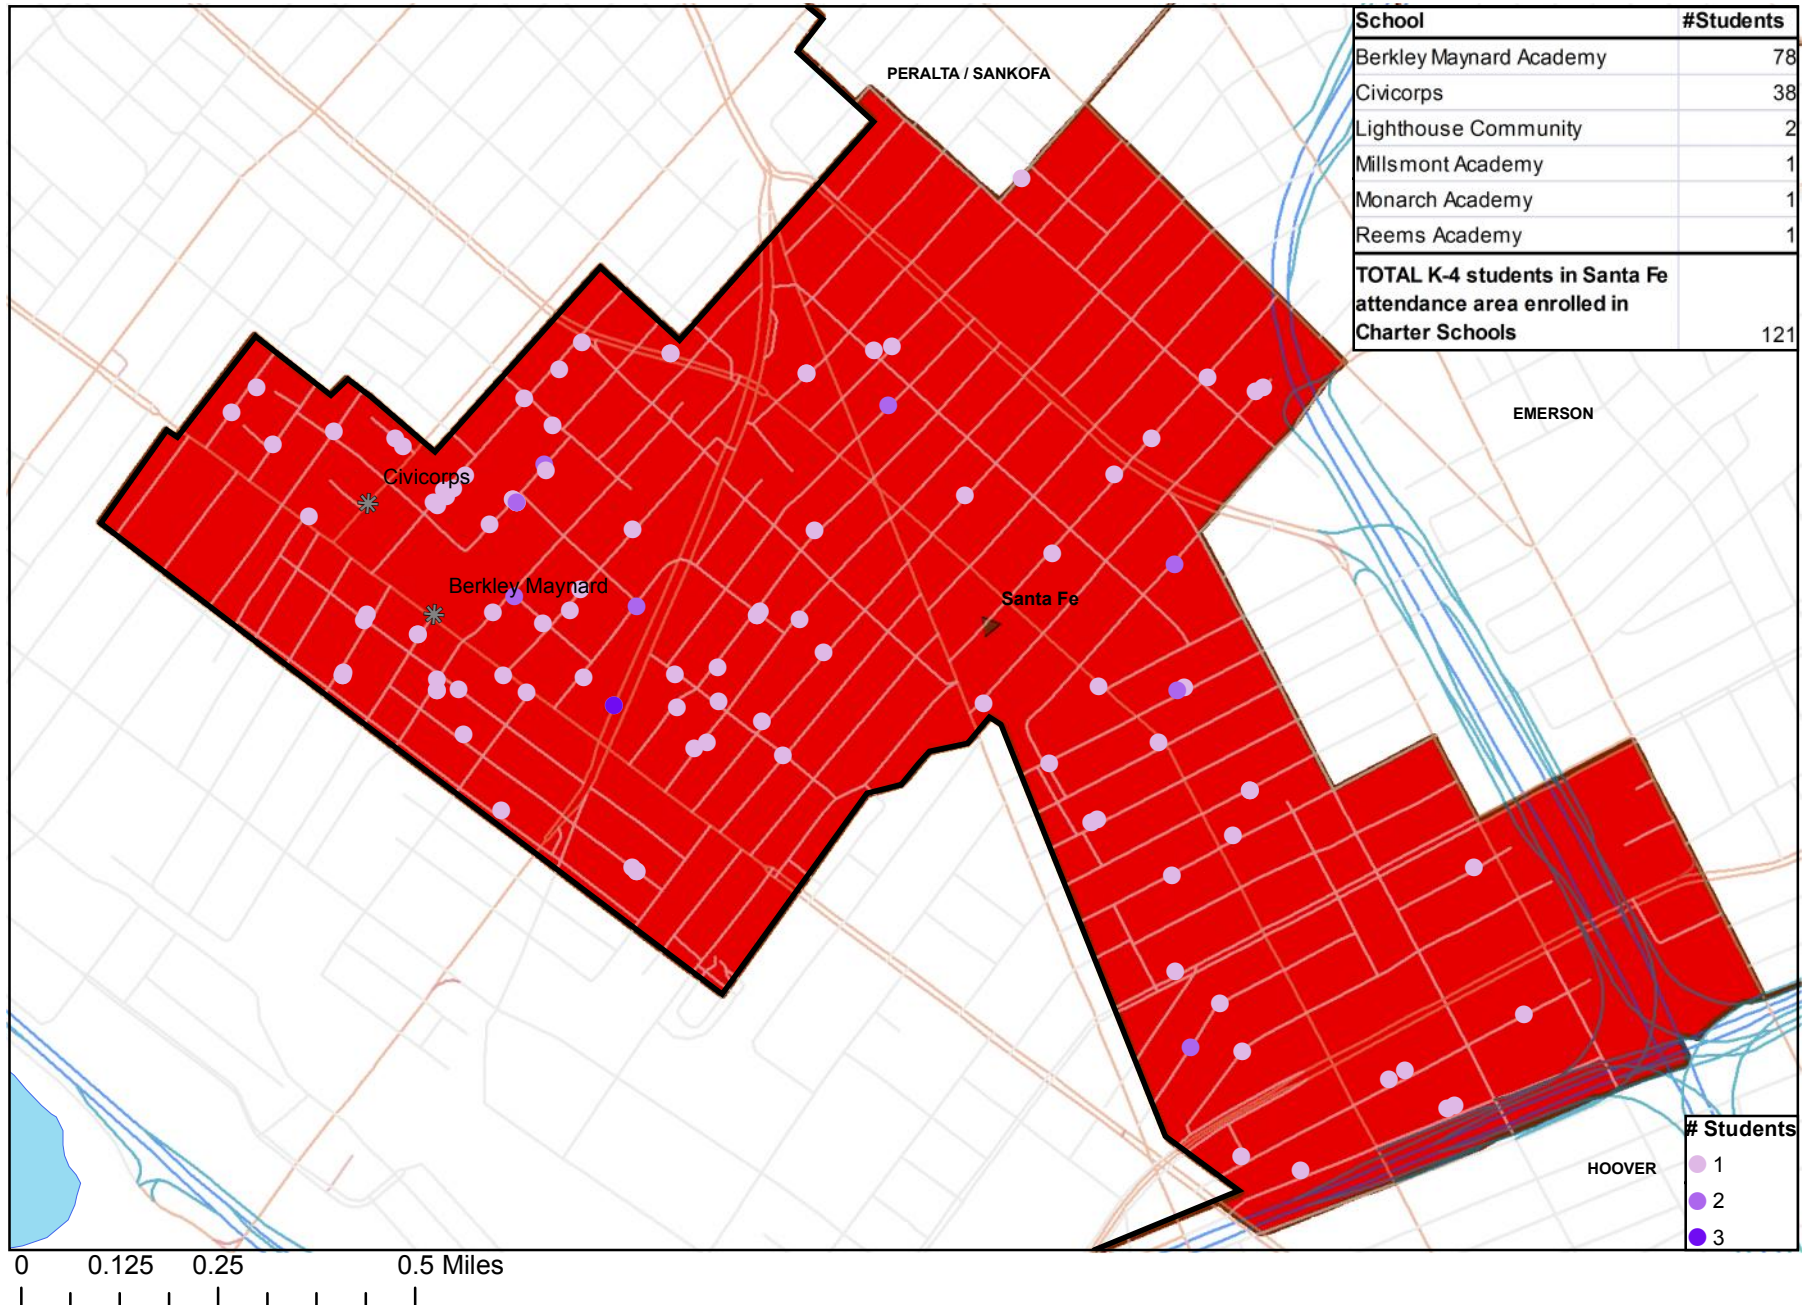 PERALTA / SANKOFA
School #Students
Berkley Maynard Academy 78
Civicorps 38
Lighthouse Community 2
Millsmont Academy 1
Monarch Academy 1
Reems Academy 1
TOTAL K-4 students in Santa Fe
attendance area enrolled in
Charter Schools 121
EMERSON
Civicorps
Berkley Maynard
Santa Fe
HOOVER
# Students
1
2
3
0 0.125 0.25 0.5 Miles